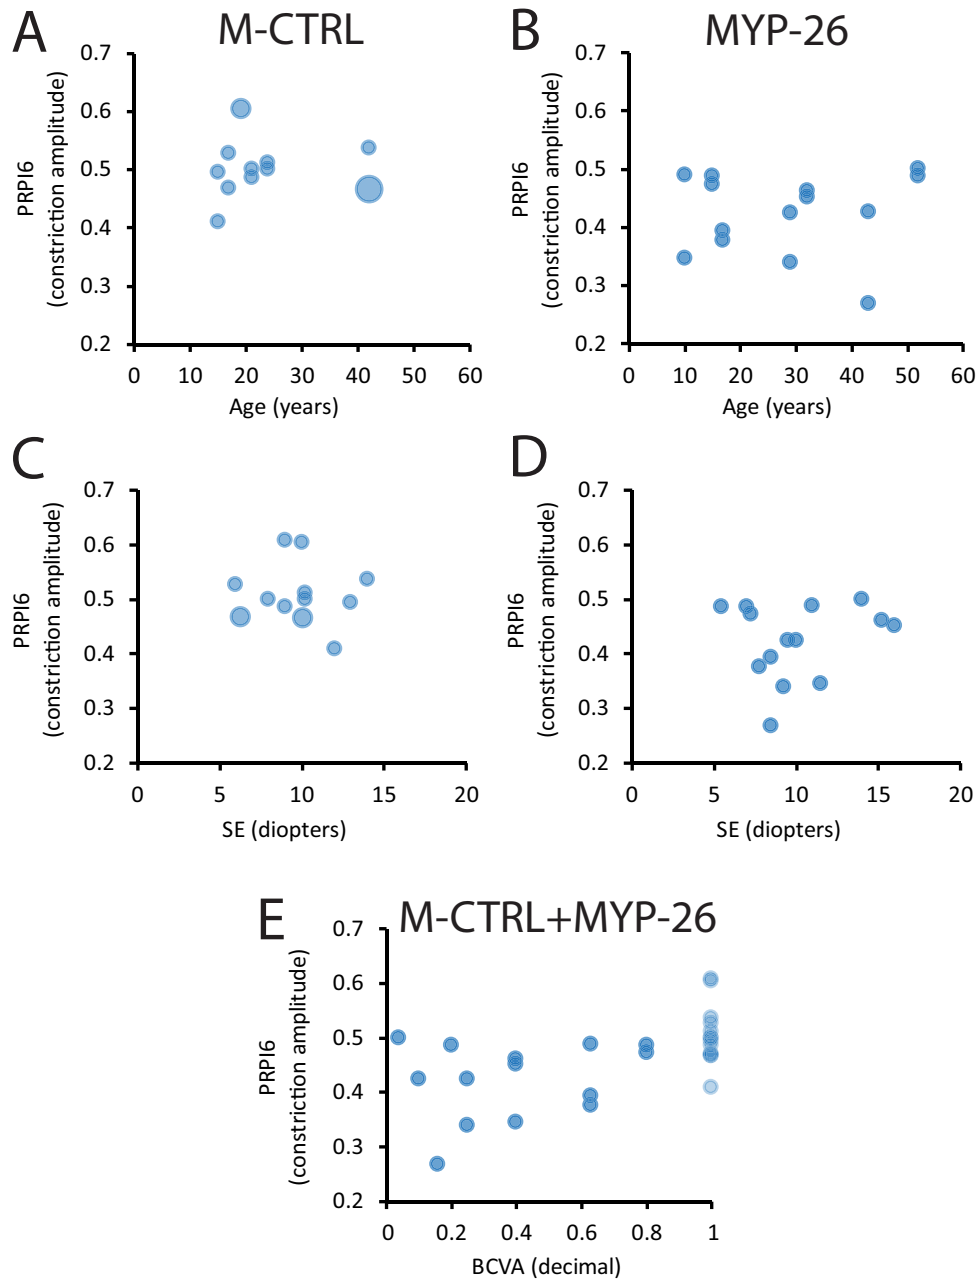 A
M-CTRL
0.7
0.6
0.5
0.4
0.3
0.2
PRPI6
(constriction amplitude)
0 10 20 30 40 50 60
Age (years)
B
MYP-26
0.7
0.6
0.5
0.4
0.3
0.2
PRPI6
(constriction amplitude)
0 10 20 30 40 50 60
Age (years)
C
0.7
0.6
0.5
0.4
0.3
0.2
PRPI6
(constriction amplitude)
0 5 10 15 20
SE (diopters)
D
0.7
0.6
0.5
0.4
0.3
0.2
PRPI6
(constriction amplitude)
0 5 10 15 20
SE (diopters)
E
M-CTRL+MYP-26
0.7
0.6
0.5
0.4
0.3
0.2
PRPI6
(constriction amplitude)
0 0.2 0.4 0.6 0.8 1
BCVA (decimal)